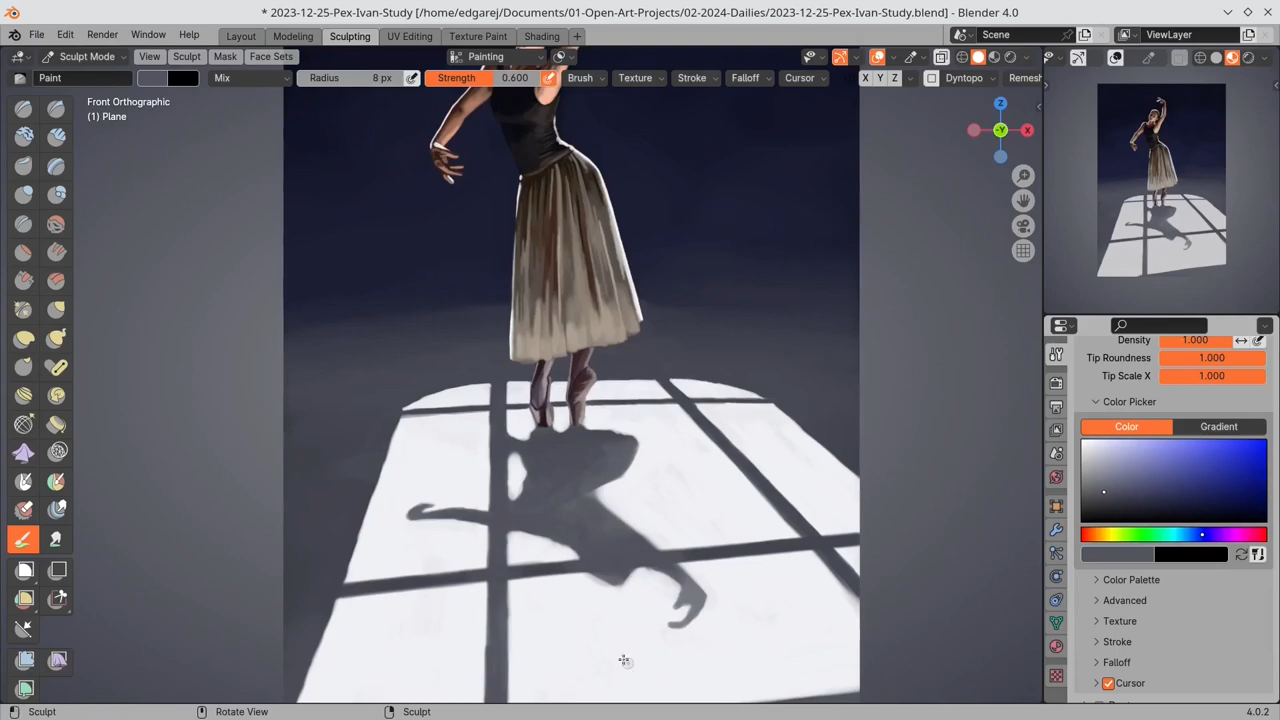 * 2023-12-25-Pex-Ivan-Study [/home/edgarej/Documents/01-Open-Art-Projects/02-2024-Dailies/2023-12-25-Pex-Ivan-Study.blend] - Blender 4.0
File Edit Render Window Help Layout Modeling Sculpting UV Editing Texture Paint Shading + Scene ViewLayer
Sculpt Mode View Sculpt Mask Face Sets Painting
Paint Mix Radius 8 px Strength 0.600 Brush Texture Stroke Falloff Cursor X Y Z Dyntopo Remesh
Front Orthographic
(1) Plane
Z
-Y X
Density 1.000
Tip Roundness 1.000
Tip Scale X 1.000
Color Picker
Color Gradient
Color Palette
Advanced
Texture
Stroke
Falloff
Cursor
Sculpt Rotate View Sculpt 4.0.2